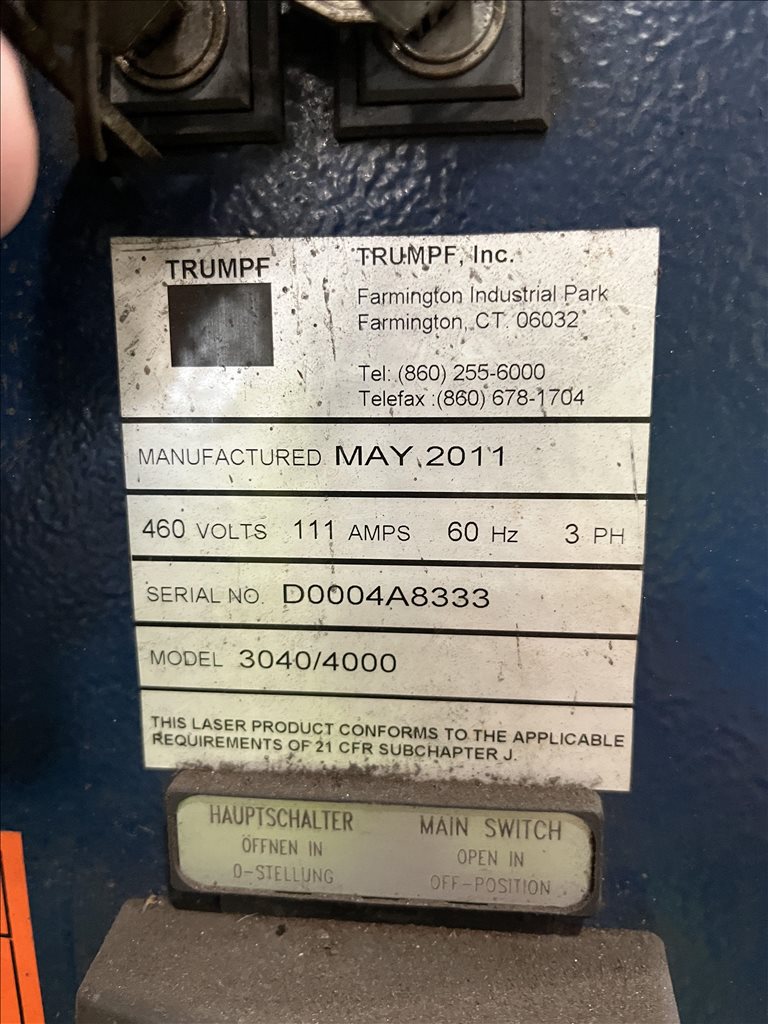 TRUMPF
TRUMPF, Inc.
Farmington Industrial Park
Farmington, CT. 06032
Tel: (860) 255-6000
Telefax :(860) 678-1704
MANUFACTURED MAY 2011
460 VOLTS 111 AMPS 60 Hz 3 PH
SERIAL NO. D0004A8333
MODEL 3040/4000
THIS LASER PRODUCT CONFORMS TO THE APPLICABLE
REQUIREMENTS OF 21 CFR SUBCHAPTER J.
HAUPTSCHALTER
ÖFFNEN IN
0-STELLUNG
MAIN SWITCH
OPEN IN
OFF-POSITION